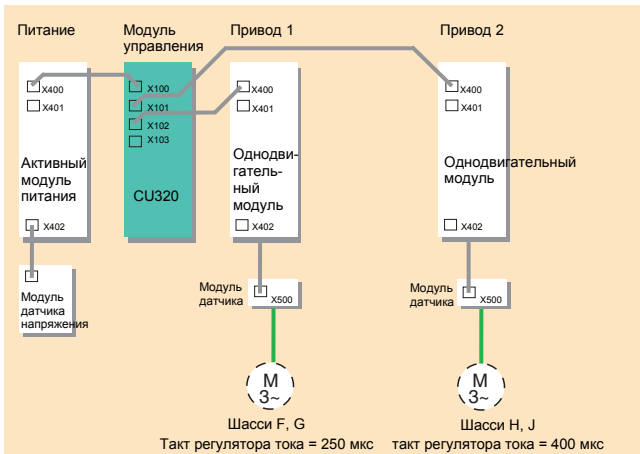 Питание
Модуль
управления
Привод 1
Привод 2
X400
X401
Активный
модуль
питания
X402
Модуль
датчика
напряжения
X100
X101
X102
X103
CU320
X400
X401
Однодви-
гатель-
ный
модуль
X402
Модуль
датчика
X500
M
3~
Шасси F, G
Такт регулятора тока = 250 мкс
X400
X401
Однодвигательный
модуль
X402
Модуль
датчика
X500
M
3~
Шасси H, J
такт регулятора тока = 400 мкс